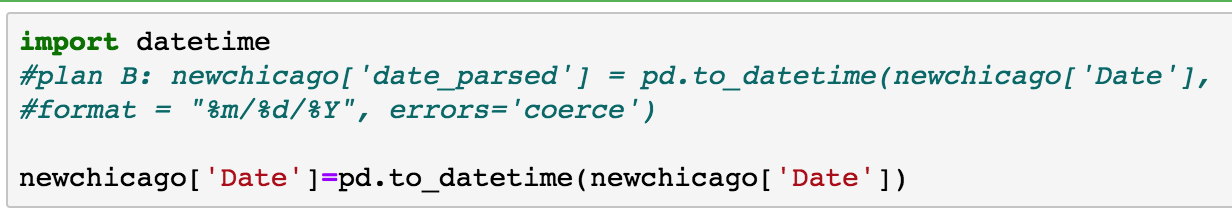 import datetime
#plan B: newchicago['date_parsed'] = pd.to_datetime(newchicago['Date'],
#format = "%m/%d/%Y", errors='coerce')
newchicago['Date']=pd.to_datetime(newchicago['Date'])